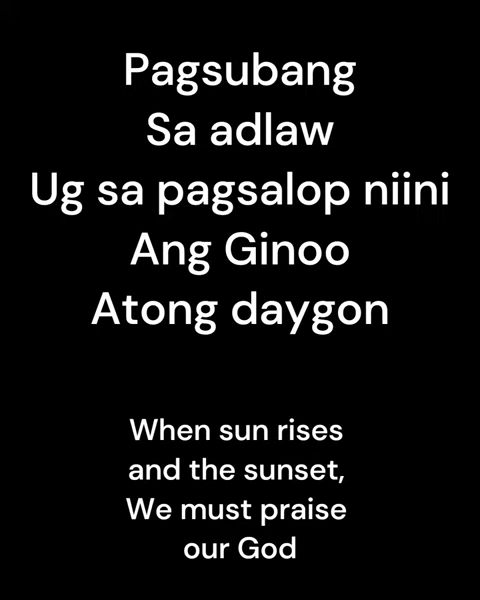 Pagsubang
Sa adlaw
Ug sa pagsalop niini
Ang Ginoo
Atong daygon
When sun rises
and the sunset,
We must praise
our God